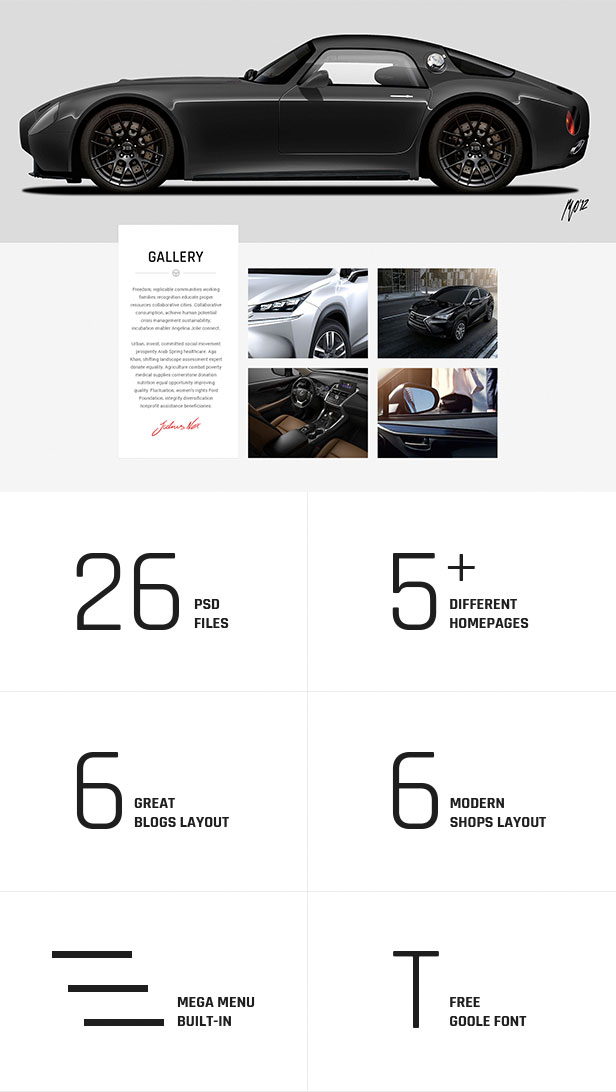 GALLERY
Freedom, replicable communities working
families recognition educate proper
resources collaborative cities. Collaborative
consumption, achieve human potential
crisis management sustainability,
incubation enable Angelina Jolie connect.
Urban, invest, committed social movement
prosperity Arab Spring healthcare. Aga
Khan, shifting landscape assessment expert
donate equality. Agriculture combat poverty
medical supplies cornerstone donation
nutrition equal opportunity improving
quality. Fluctuation, women's rights Ford
Foundation, integrity diversification
nonprofit assistance beneficiaries.
26 PSD
FILES
5+ DIFFERENT
HOMEPAGES
6 GREAT
BLOGS LAYOUT
6 MODERN
SHOPS LAYOUT
MEGA MENU
BUILT-IN
T FREE
GOOLE FONT